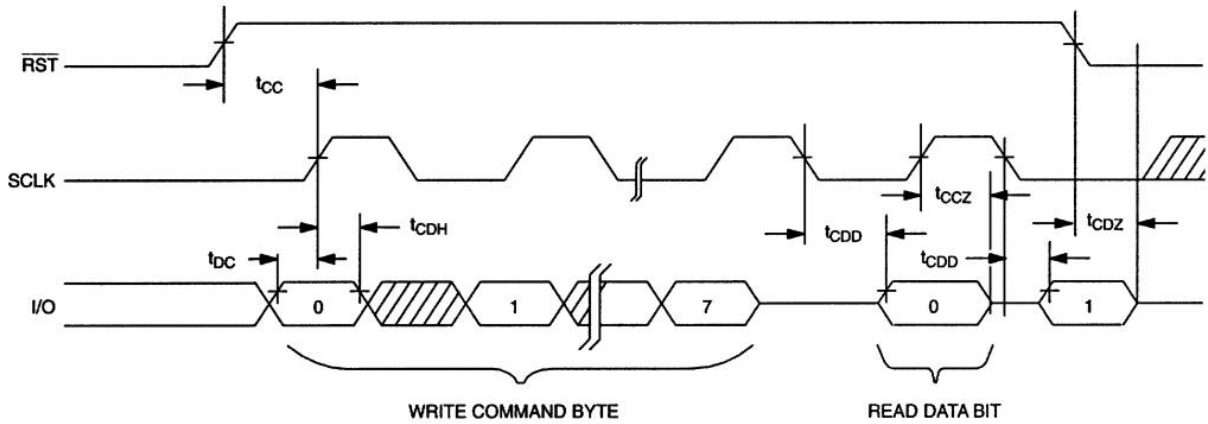 R̅S̅T̅
tCC
SCLK
tCCZ
tCDH
tCDD
tCDZ
tDC
tCDD
I/O
0
1
7
0
1
WRITE COMMAND BYTE
READ DATA BIT